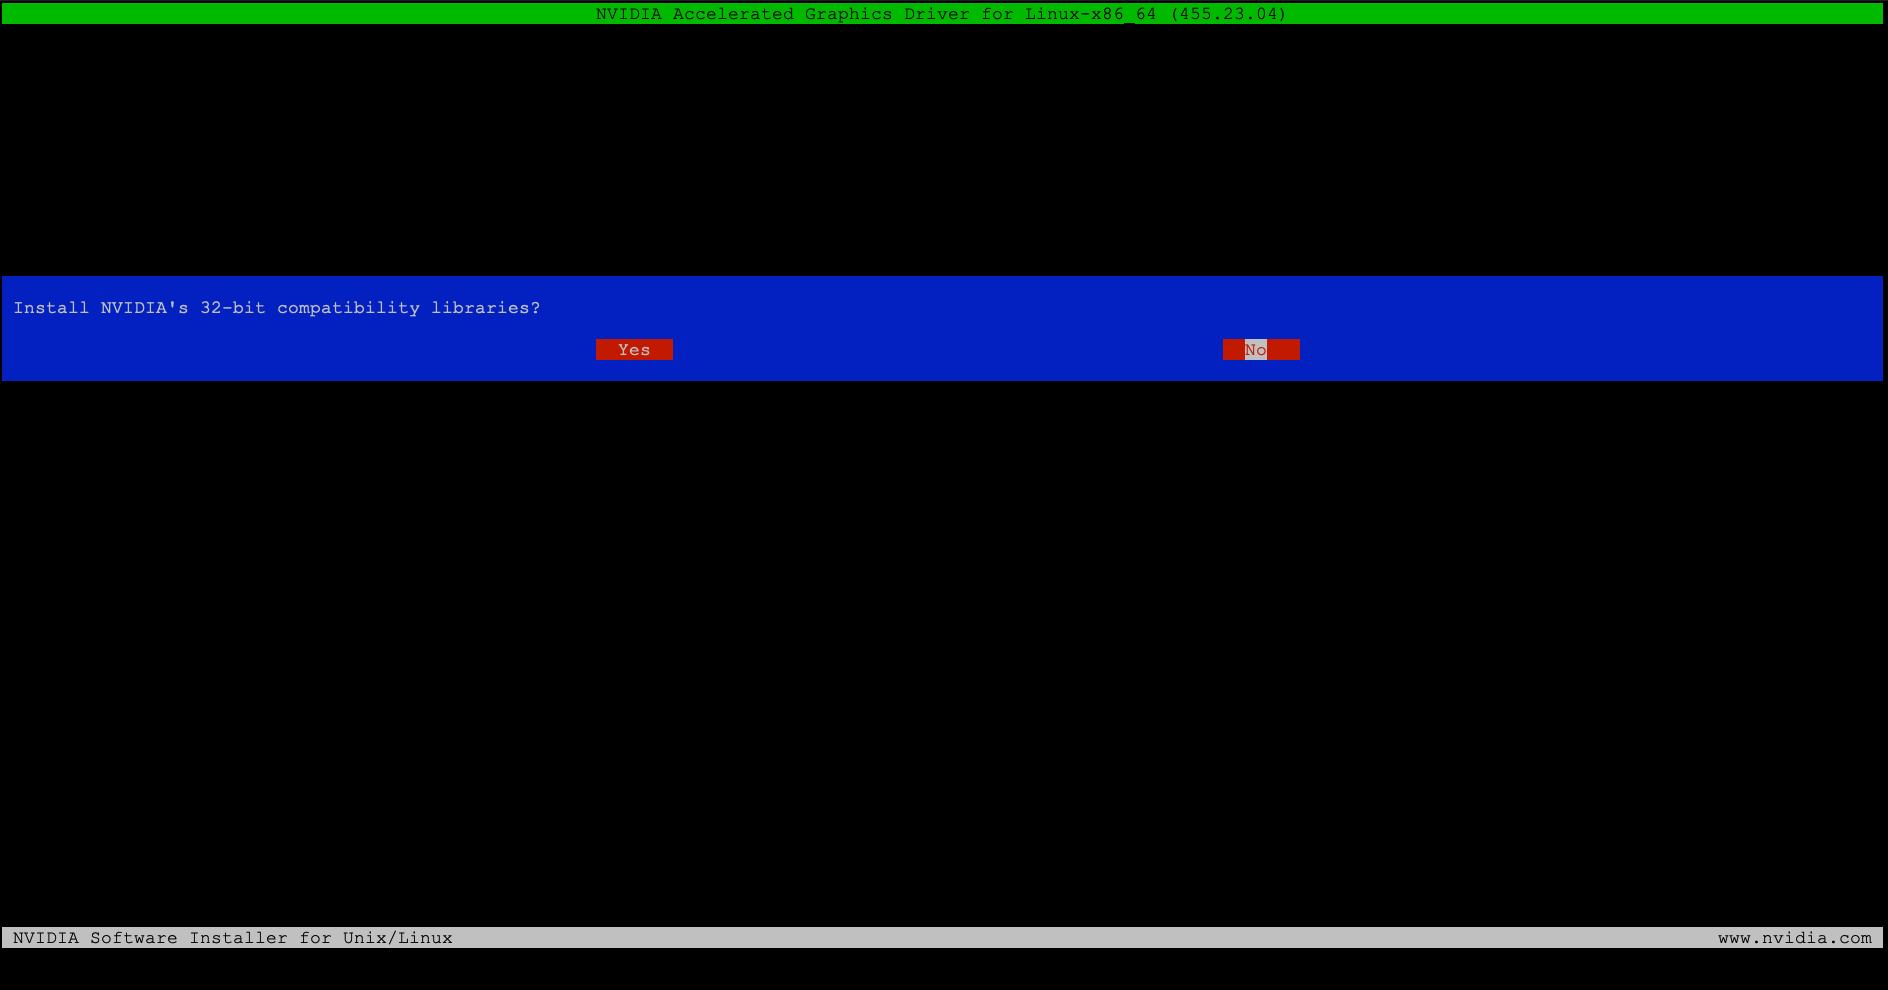 NVIDIA Accelerated Graphics Driver for Linux-x86_64 (455.23.04)
Install NVIDIA's 32-bit compatibility libraries?
Yes No
NVIDIA Software Installer for Unix/Linux www.nvidia.com